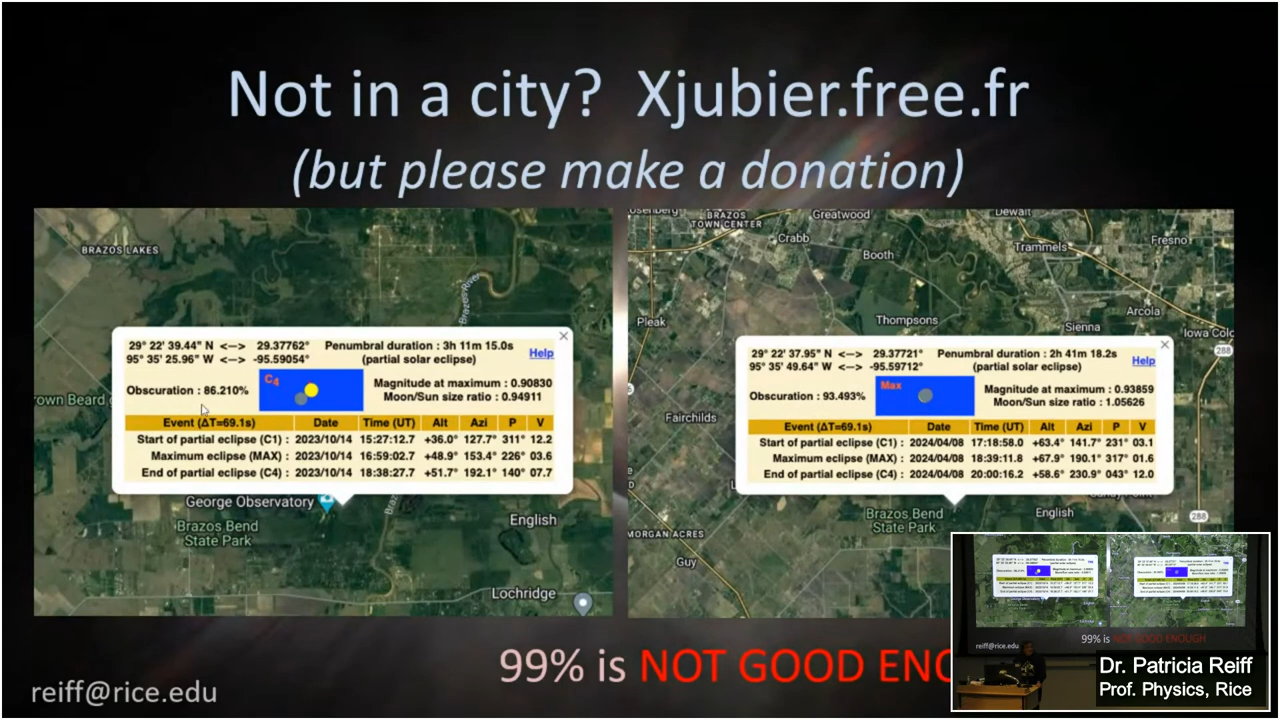 Not in a city? Xjubier.free.fr
(but please make a donation)
BRAZOS LAKES
Brazos River
29° 22' 39.44" N <—> 29.37762°
95° 35' 25.96" W <—> -95.59054°
Penumbral duration : 3h 11m 15.0s
(partial solar eclipse)
Help
Obscuration : 86.210%
C4
Magnitude at maximum : 0.90830
Moon/Sun size ratio : 0.94911
Event (ΔT=69.1s) Date Time (UT) Alt Azi P V
Start of partial eclipse (C1) : 2023/10/14 15:27:12.7 +36.0° 127.7° 311° 12.2
Maximum eclipse (MAX) : 2023/10/14 16:59:02.7 +48.9° 153.4° 226° 03.6
End of partial eclipse (C4) : 2023/10/14 18:38:27.7 +51.7° 192.1° 140° 07.7
rown Beard
George Observatory
Brazos Bend
State Park
English
Lochridge
BRAZOS
TOWN CENTER
Greatwood
Dewalt
Crabb
Booth
Trammels
Fresno
Arcola
Pleak
Thompsons
Sienna
Iowa Colo
288
29° 22' 37.95" N <—> 29.37721°
95° 35' 49.64" W <—> -95.59712°
Penumbral duration : 2h 41m 18.2s
(partial solar eclipse)
Help
Obscuration : 93.493%
Max
Magnitude at maximum : 0.93859
Moon/Sun size ratio : 1.05626
Event (ΔT=69.1s) Date Time (UT) Alt Azi P V
Start of partial eclipse (C1) : 2024/04/08 17:18:58.0 +63.4° 141.7° 231° 03.1
Maximum eclipse (MAX) : 2024/04/08 18:39:11.8 +67.9° 190.1° 317° 01.6
End of partial eclipse (C4) : 2024/04/08 20:00:16.2 +58.6° 230.9° 043° 12.0
Fairchilds
Brazos Bend
State Park
English
288
MORGAN ACRES
Guy
99% is NOT GOOD ENO
reiff@rice.edu
reiff@rice.edu
99% is NOT GOOD ENOUGH
Dr. Patricia Reiff
Prof. Physics, Rice